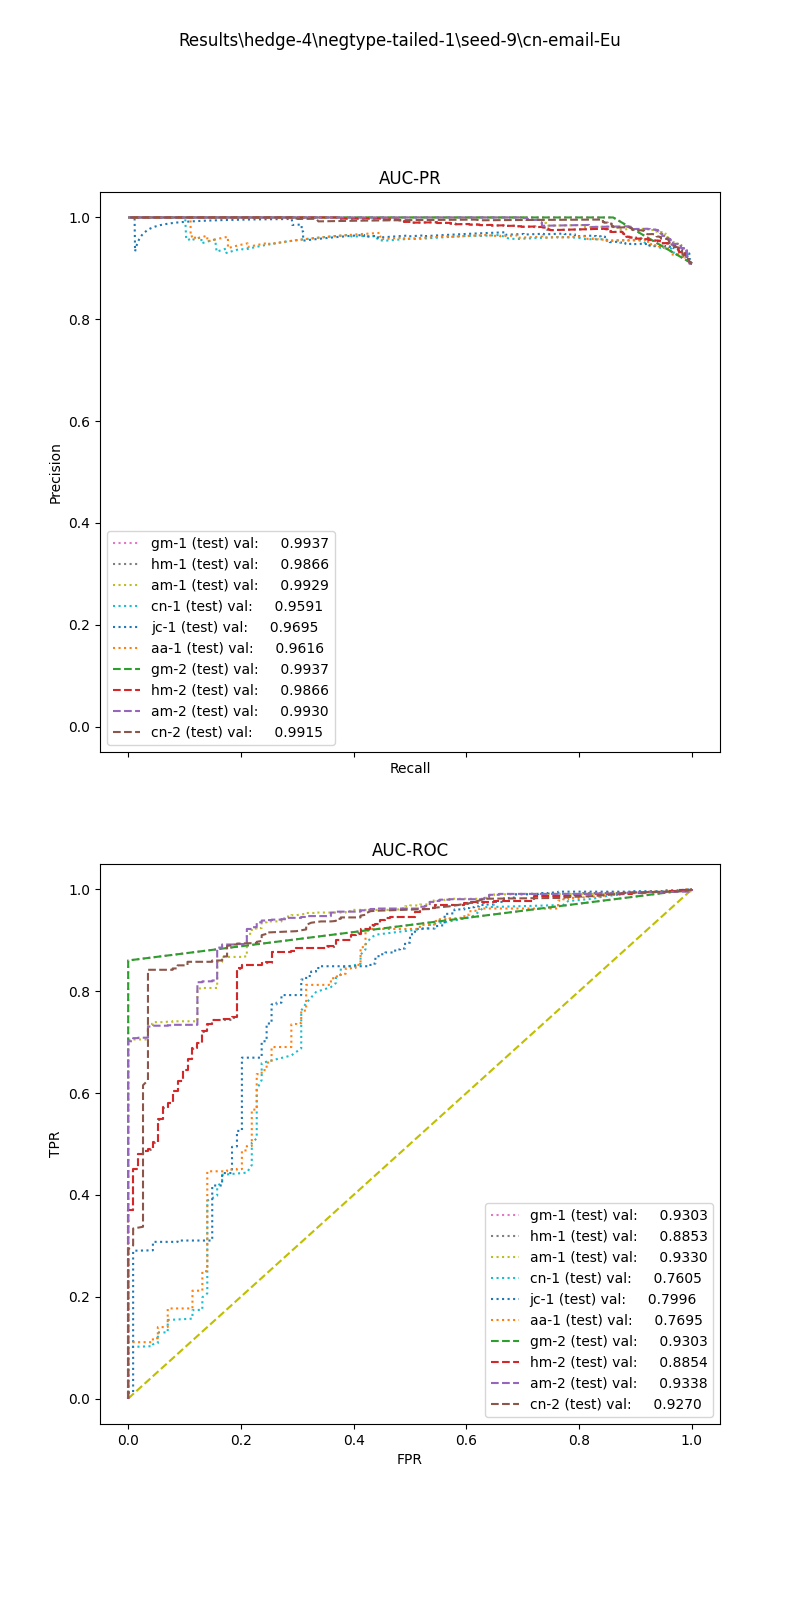 Results\hedge-4\negtype-tailed-1\seed-9\cn-email-Eu
AUC-PR
1.0
0.8
0.6
0.4
0.2
0.0
Precision
gm-1 (test) val: 0.9937
hm-1 (test) val: 0.9866
am-1 (test) val: 0.9929
cn-1 (test) val: 0.9591
jc-1 (test) val: 0.9695
aa-1 (test) val: 0.9616
gm-2 (test) val: 0.9937
hm-2 (test) val: 0.9866
am-2 (test) val: 0.9930
cn-2 (test) val: 0.9915
Recall
AUC-ROC
1.0
0.8
0.6
0.4
0.2
0.0
TPR
gm-1 (test) val: 0.9303
hm-1 (test) val: 0.8853
am-1 (test) val: 0.9330
cn-1 (test) val: 0.7605
jc-1 (test) val: 0.7996
aa-1 (test) val: 0.7695
gm-2 (test) val: 0.9303
hm-2 (test) val: 0.8854
am-2 (test) val: 0.9338
cn-2 (test) val: 0.9270
0.0 0.2 0.4 0.6 0.8 1.0
FPR